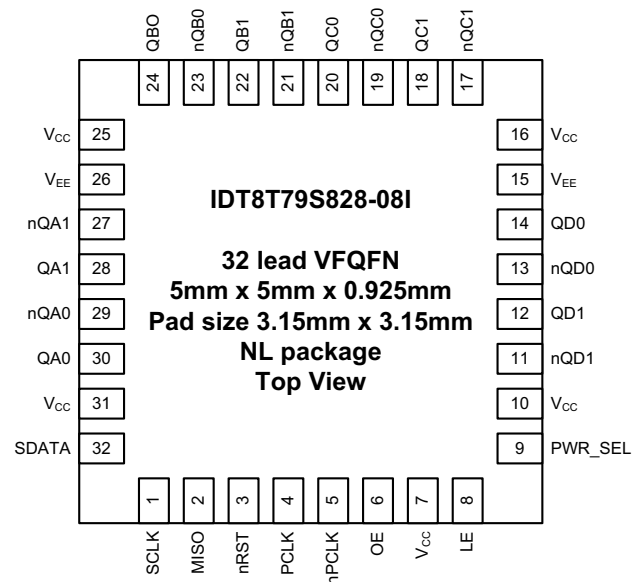 QBO
nQB0
QB1
nQB1
QC0
nQC0
QC1
nQC1
24
23
22
21
20
19
18
17
VCC 25
VEE 26
nQA1 27
QA1 28
nQA0 29
QA0 30
VCC 31
SDATA 32
IDT8T79S828-08I
32 lead VFQFN
5mm x 5mm x 0.925mm
Pad size 3.15mm x 3.15mm
NL package
Top View
16 VCC
15 VEE
14 QD0
13 nQD0
12 QD1
11 nQD1
10 VCC
9 PWR_SEL
1
2
3
4
5
6
7
8
SCLK
MISO
nRST
PCLK
nPCLK
OE
VCC
LE